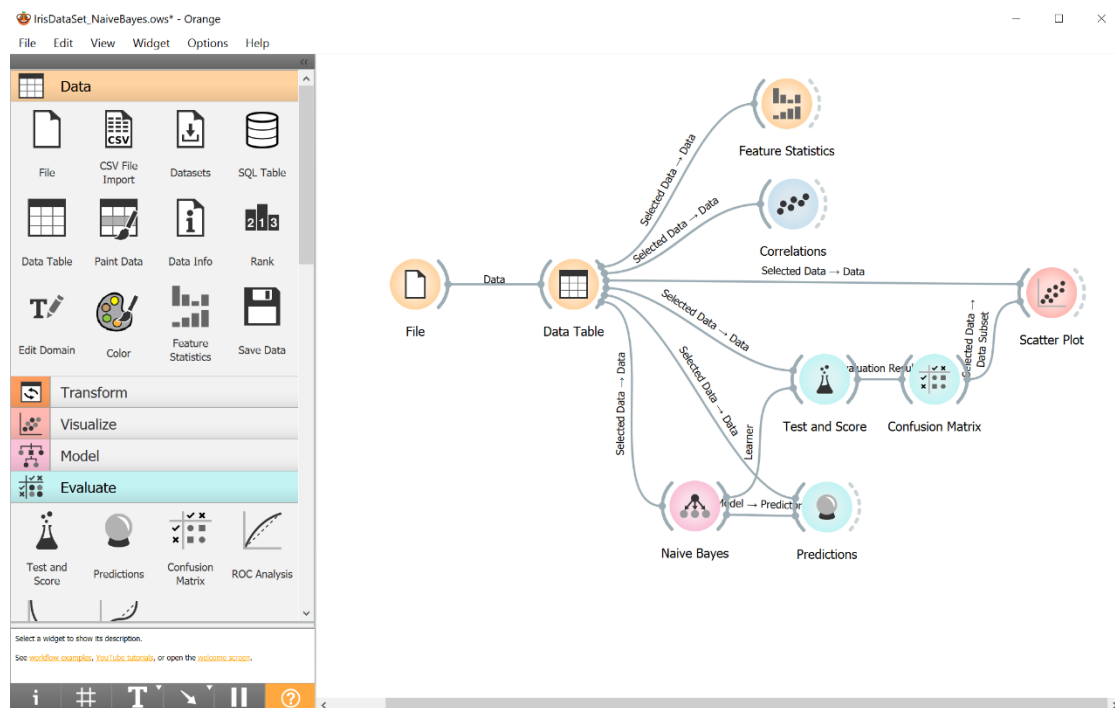 IrisDataSet_NaiveBayes.ows* - Orange
File Edit View Widget Options Help
Data
File
CSV File
Import
Datasets
SQL Table
Data Table
Paint Data
Data Info
Rank
Edit Domain
Color
Feature
Statistics
Save Data
Transform
Visualize
Model
Evaluate
Test and
Score
Predictions
Confusion
Matrix
ROC Analysis
Select a widget to show its description.
See workflow examples, YouTube tutorials, or open the welcome screen.
Feature Statistics
Selected Data → Data
Correlations
Selected Data → Data
Selected Data → Data
Data
File
Data Table
Scatter Plot
Selected Data → Data
Selected Data →
Data Subset
Selected Data → Data
Selected Data → Data
Test and Score
Confusion Matrix
Learner
Naive Bayes
→ Predictor
Predictions